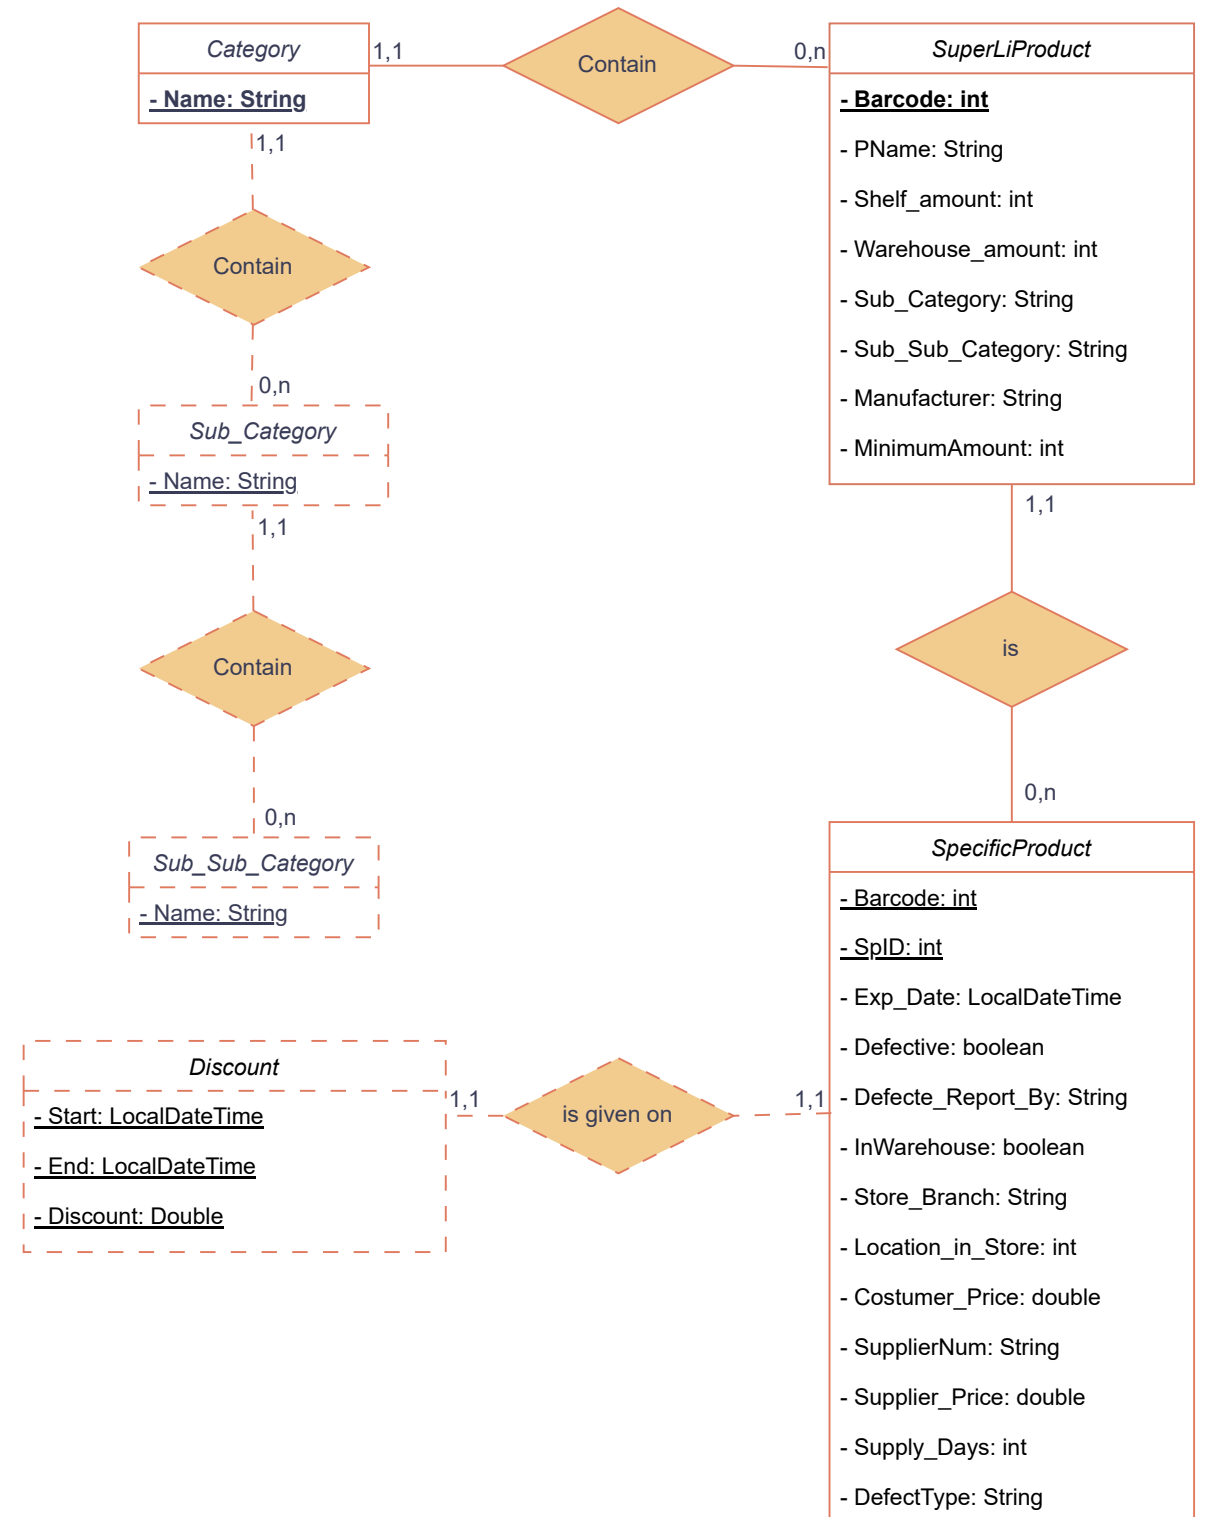 Category
- Name: String
1,1
Contain
0,n
SuperLiProduct
- Barcode: int
- PName: String
- Shelf_amount: int
- Warehouse_amount: int
- Sub_Category: String
- Sub_Sub_Category: String
- Manufacturer: String
- MinimumAmount: int
1,1
Contain
0,n
Sub_Category
- Name: String
1,1
Contain
0,n
Sub_Sub_Category
- Name: String
1,1
is
0,n
SpecificProduct
- Barcode: int
- SpID: int
- Exp_Date: LocalDateTime
- Defective: boolean
- Defecte_Report_By: String
- InWarehouse: boolean
- Store_Branch: String
- Location_in_Store: int
- Costumer_Price: double
- SupplierNum: String
- Supplier_Price: double
- Supply_Days: int
- DefectType: String
Discount
- Start: LocalDateTime
- End: LocalDateTime
- Discount: Double
1,1
is given on
1,1